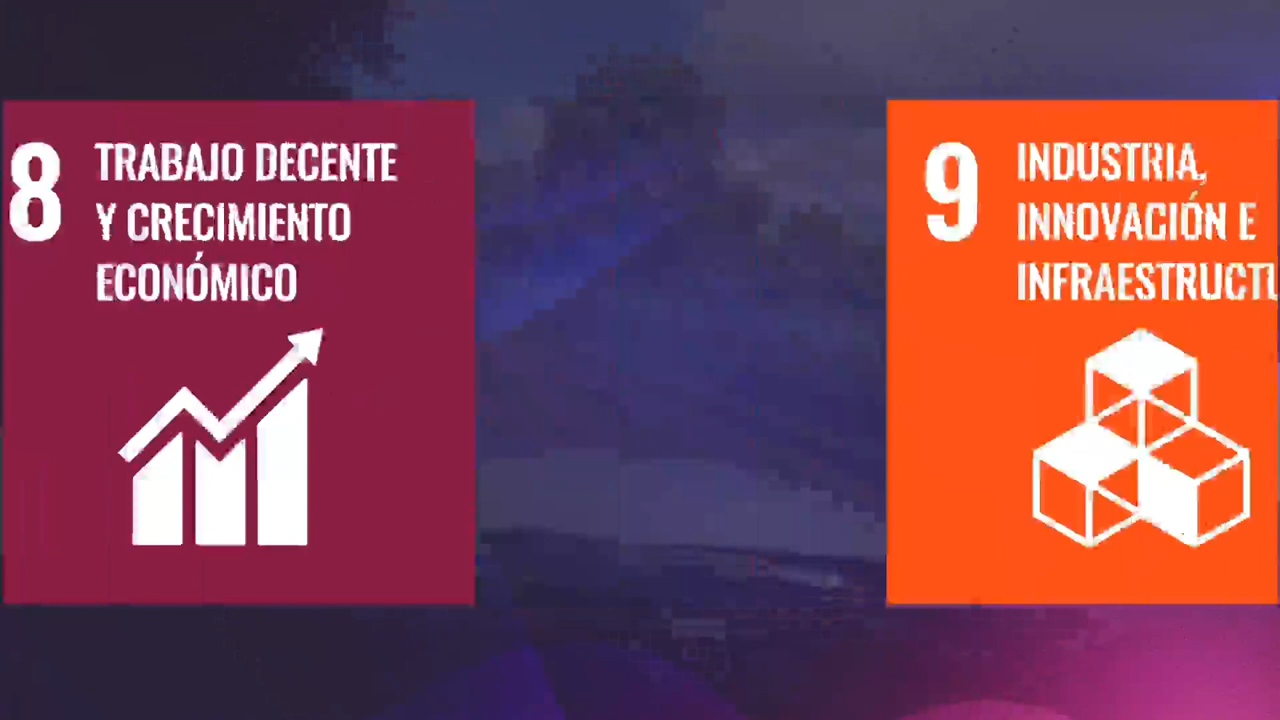 8
TRABAJO DECENTE
Y CRECIMIENTO
ECONÓMICO
9
INDUSTRIA,
INNOVACIÓN E